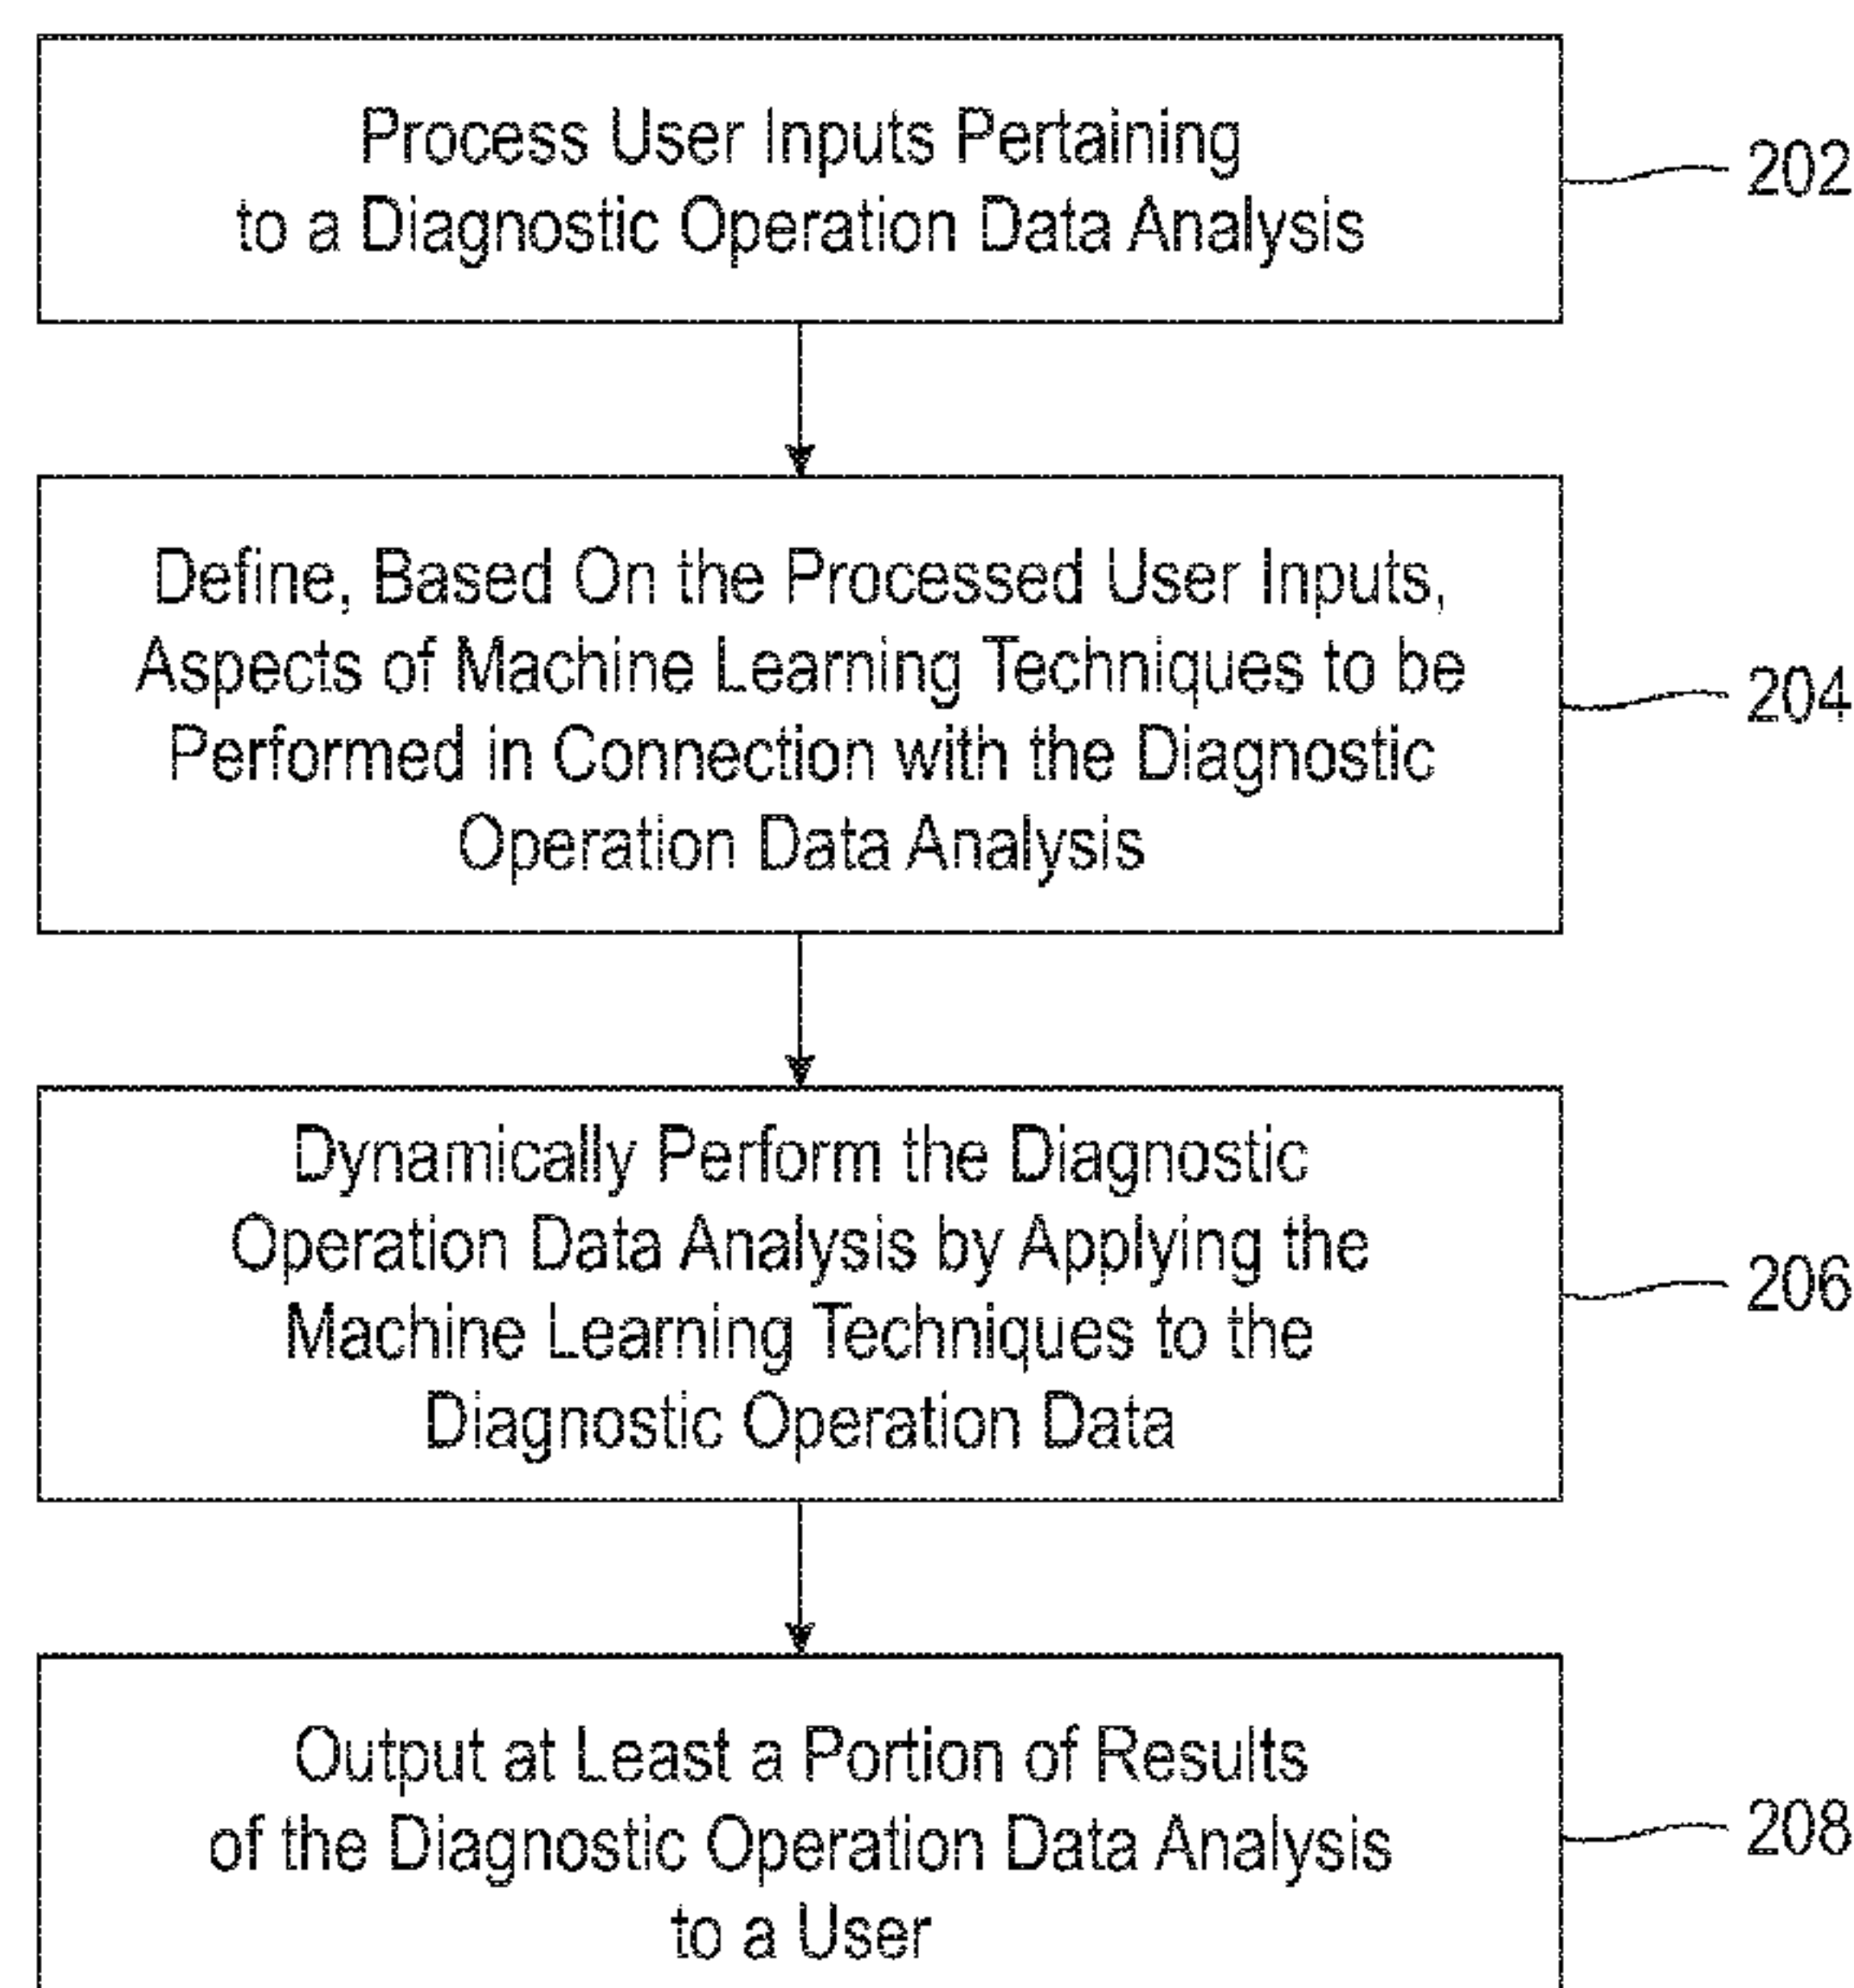 Process User Inputs Pertaining
to a Diagnostic Operation Data Analysis
202
Define, Based On the Processed User Inputs,
Aspects of Machine Learning Techniques to be
Performed in Connection with the Diagnostic
Operation Data Analysis
204
Dynamically Perform the Diagnostic
Operation Data Analysis by Applying the
Machine Learning Techniques to the
Diagnostic Operation Data
206
Output at Least a Portion of Results
of the Diagnostic Operation Data Analysis
to a User
208